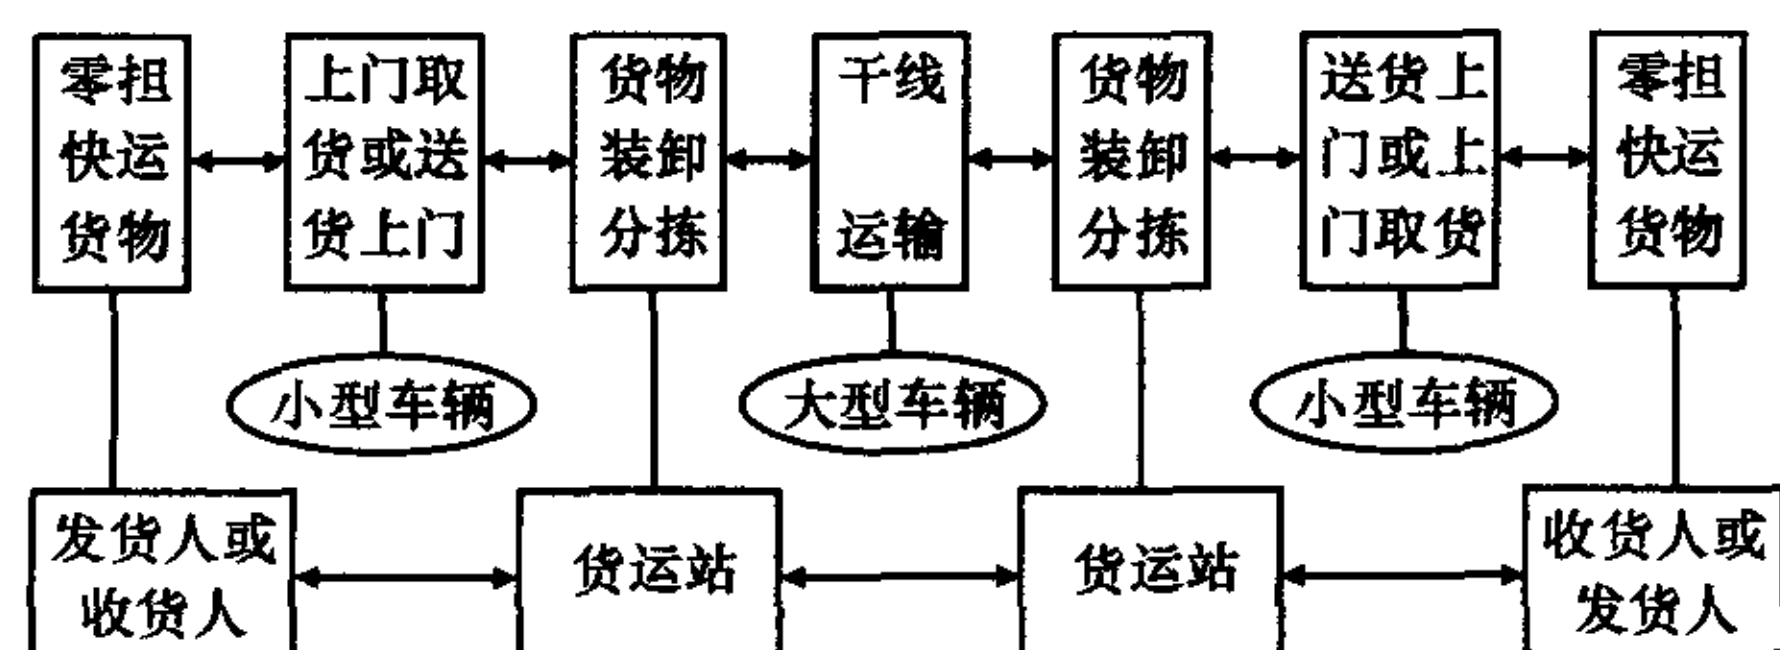 零担
快运
货物
上门取
货或送
货上门
货物
装卸
分拣
干线
运输
货物
装卸
分拣
送货上
门或上
门取货
零担
快运
货物
小型车辆
大型车辆
小型车辆
发货人或
收货人
货运站
货运站
收货人或
发货人